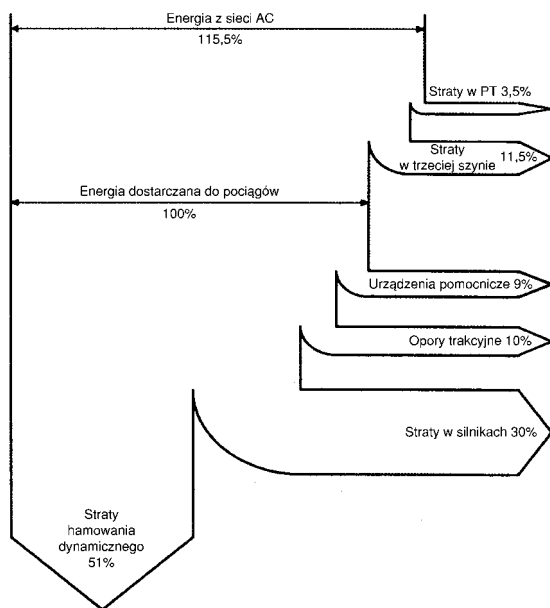 Energia z sieci AC
115,5%
Straty w PT 3,5%
Straty
w trzeciej szynie
11,5%
Energia dostarczana do pociągów
100%
Urządzenia pomocnicze 9%
Opory trakcyjne 10%
Straty w silnikach 30%
Straty
hamowania
dynamicznego
51%